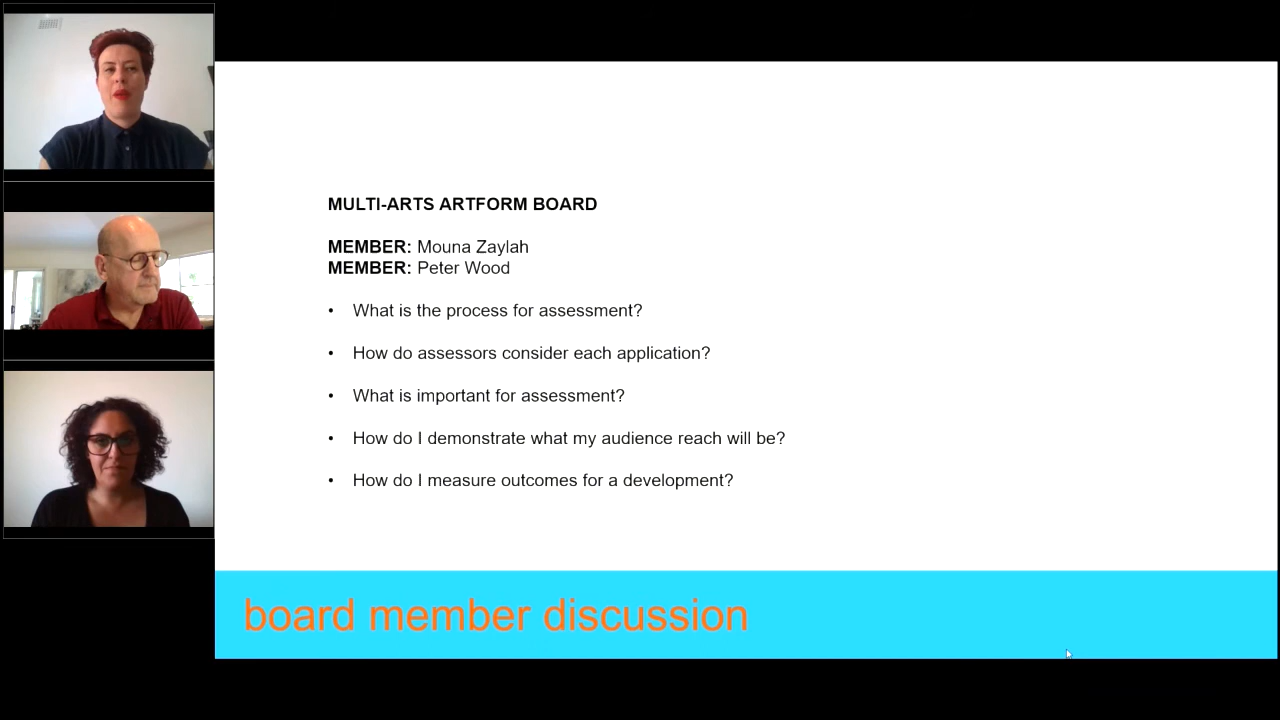 MULTI-ARTS ARTFORM BOARD
MEMBER: Mouna Zaylah
MEMBER: Peter Wood
• What is the process for assessment?
• How do assessors consider each application?
• What is important for assessment?
• How do I demonstrate what my audience reach will be?
• How do I measure outcomes for a development?
board member discussion